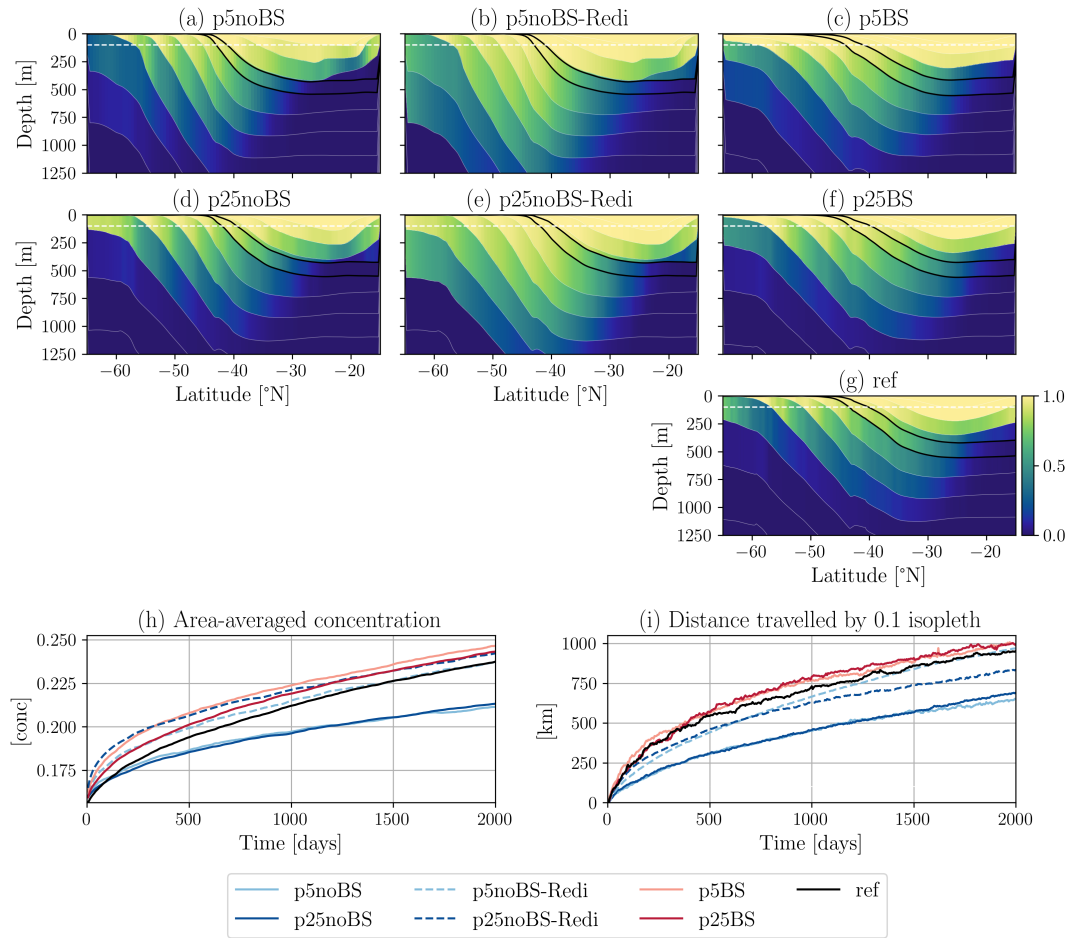 (a) p5noBS
(b) p5noBS-Redi
(c) p5BS
0
250
500
750
1000
1250
Depth [m]
(d) p25noBS
(e) p25noBS-Redi
(f) p25BS
0
250
500
750
1000
1250
Depth [m]
−60 −50 −40 −30 −20
Latitude [°N]
−60 −50 −40 −30 −20
Latitude [°N]
(g) ref
0
250
500
750
1000
1250
Depth [m]
1.0
0.5
0.0
−60 −50 −40 −30 −20
Latitude [°N]
(h) Area-averaged concentration
0.250
0.225
0.200
0.175
[conc]
0 500 1000 1500 2000
Time [days]
(i) Distance travelled by 0.1 isopleth
1000
750
500
250
0
[km]
0 500 1000 1500 2000
Time [days]
p5noBS p5noBS-Redi p5BS ref
p25noBS p25noBS-Redi p25BS